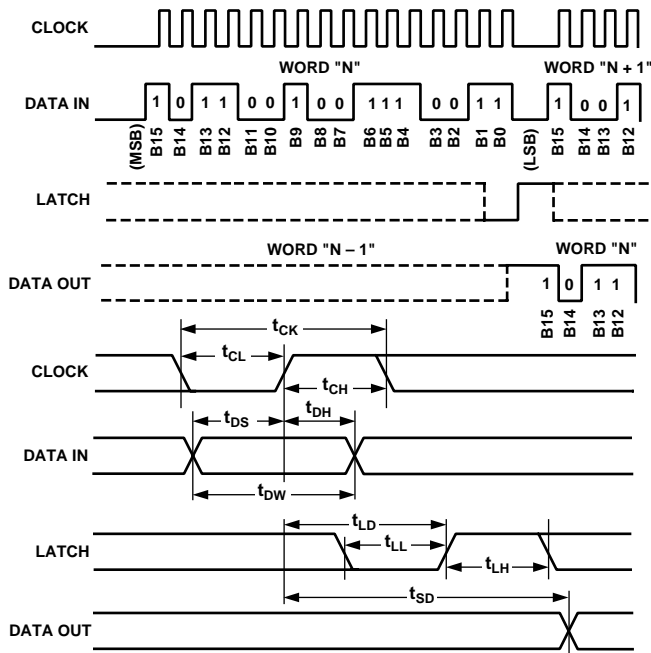 CLOCK
WORD "N" WORD "N + 1"
DATA IN 1 0 1 1 0 0 1 0 0 1 1 1 0 0 1 1 1 0 0 1
(MSB) B15 B14 B13 B12 B11 B10 B9 B8 B7 B6 B5 B4 B3 B2 B1 B0 (LSB) B15 B14 B13 B12
LATCH
WORD "N – 1" WORD "N"
DATA OUT 1 0 1 1
B15 B14 B13 B12
tCK
CLOCK tCL
tCH
tDS tDH
DATA IN
tDW
tLD
LATCH tLL
tLH
tSD
DATA OUT